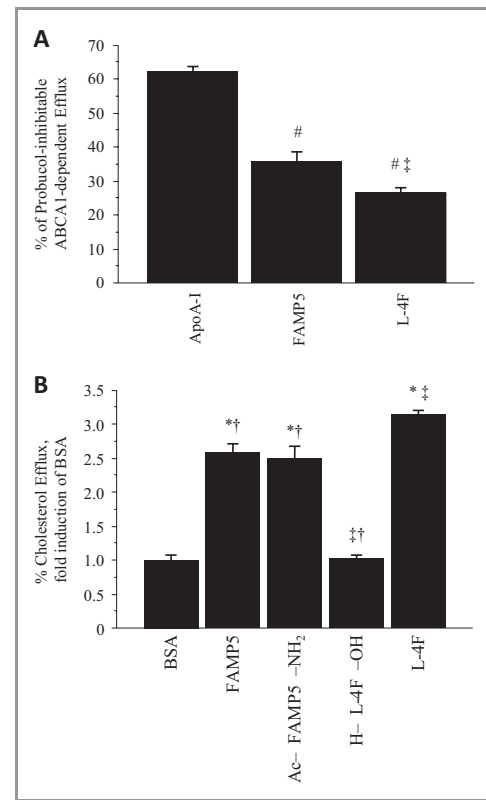 A
% of Probucol-inhibitable
ABCA1-dependent Efflux
70
60
50
40
30
20
10
0
#
# ‡
ApoA-I
FAMP5
L-4F
B
% Cholesterol Efflux,
fold induction of BSA
3.5
3.0
2.5
2.0
1.5
1.0
0.5
0
*†
*†
‡†
* ‡
BSA
FAMP5
Ac– FAMP5 –NH₂
H– L-4F –OH
L-4F